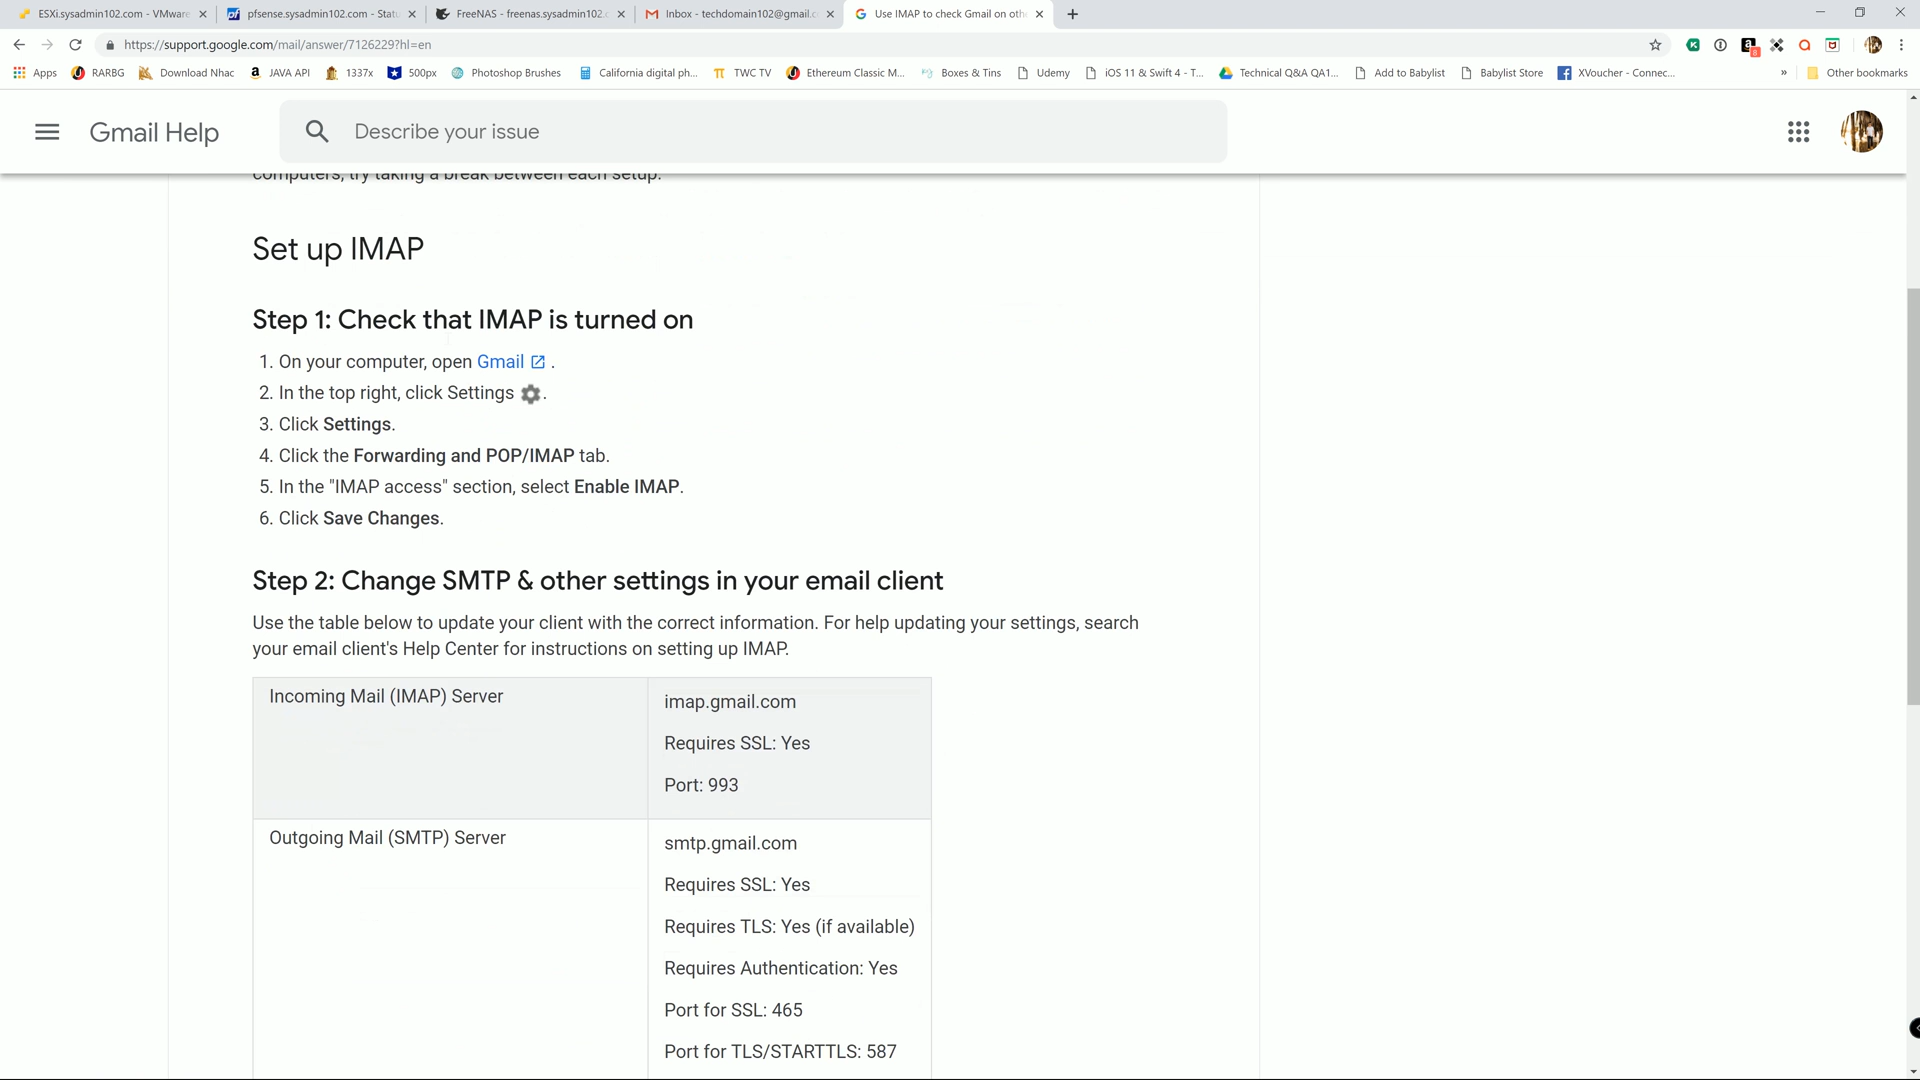 ESXi.sysadmin102.com - VMware
pfsense.sysadmin102.com - Statu
FreeNAS - freenas.sysadmin102.c
Inbox - techdomain102@gmail.c
Use IMAP to check Gmail on oth
https://support.google.com/mail/answer/7126229?hl=en
8
Apps
RARBG
Download Nhac
JAVA API
1337x
500px
Photoshop Brushes
California digital ph...
TWC TV
Ethereum Classic M...
Boxes & Tins
Udemy
iOS 11 & Swift 4 - T...
Technical Q&A QA1...
Add to Babylist
Babylist Store
XVoucher - Connec...
»
Other bookmarks
Gmail Help
Describe your issue
computers, try taking a break between each setup.
Set up IMAP
Step 1: Check that IMAP is turned on
1. On your computer, open Gmail .
2. In the top right, click Settings .
3. Click Settings.
4. Click the Forwarding and POP/IMAP tab.
5. In the "IMAP access" section, select Enable IMAP.
6. Click Save Changes.
Step 2: Change SMTP & other settings in your email client
Use the table below to update your client with the correct information. For help updating your settings, search
your email client's Help Center for instructions on setting up IMAP.
Incoming Mail (IMAP) Server
imap.gmail.com
Requires SSL: Yes
Port: 993
Outgoing Mail (SMTP) Server
smtp.gmail.com
Requires SSL: Yes
Requires TLS: Yes (if available)
Requires Authentication: Yes
Port for SSL: 465
Port for TLS/STARTTLS: 587